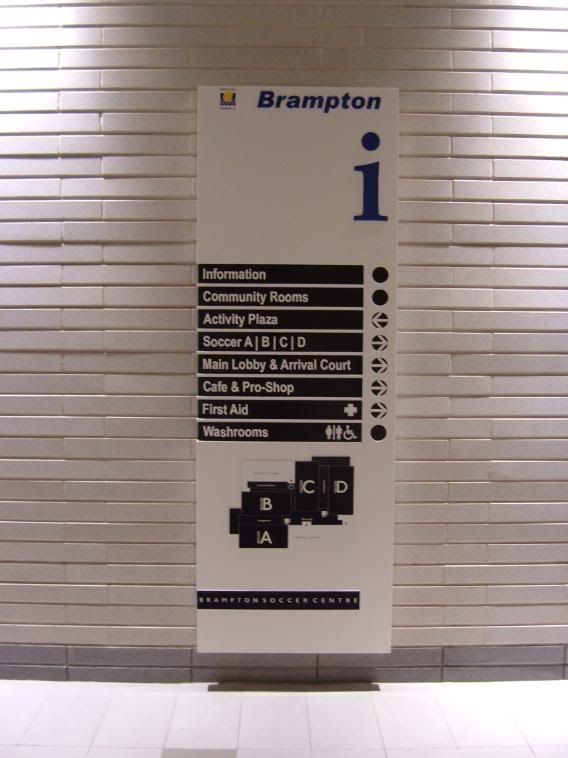 Brampton
i
Information
Community Rooms
Activity Plaza
Soccer A | B | C | D
Main Lobby & Arrival Court
Cafe & Pro-Shop
First Aid
Washrooms
C
D
B
A
BRAMPTON SOCCER CENTRE